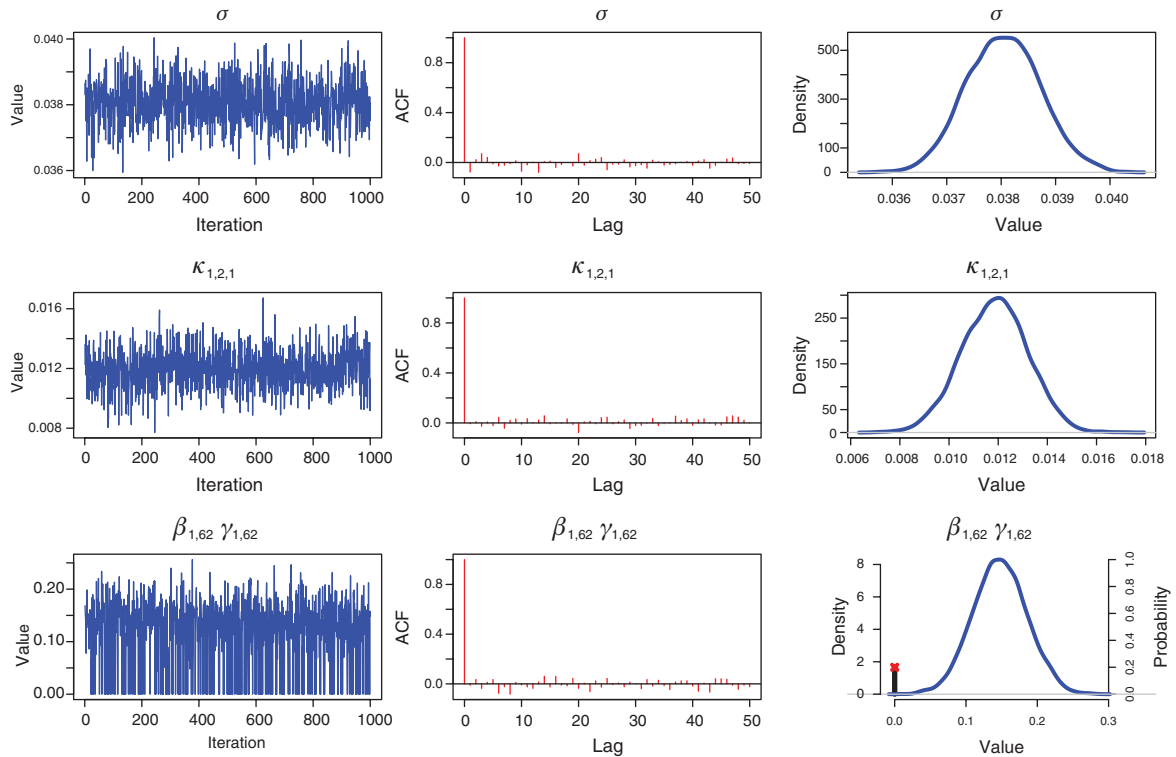 σ
σ
σ
Value
0.040
0.038
0.036
0 200 400 600 800 1000
Iteration
ACF
0.8
0.4
0.0
0 10 20 30 40 50
Lag
Density
500
300
100
0
0.036 0.037 0.038 0.039 0.040
Value
κ1,2,1
κ1,2,1
κ1,2,1
Value
0.016
0.012
0.008
0 200 400 600 800 1000
Iteration
ACF
0.8
0.4
0.0
0 10 20 30 40 50
Lag
Density
250
150
50
0
0.006 0.008 0.010 0.012 0.014 0.016 0.018
Value
β1,62 γ1,62
β1,62 γ1,62
β1,62 γ1,62
Value
0.20
0.10
0.00
0 200 400 600 800 1000
Iteration
ACF
0.8
0.4
0.0
0 10 20 30 40 50
Lag
Density
8
6
4
2
0
0.0 0.1 0.2 0.3
Value
Probability
1.0
0.8
0.6
0.4
0.2
0.0